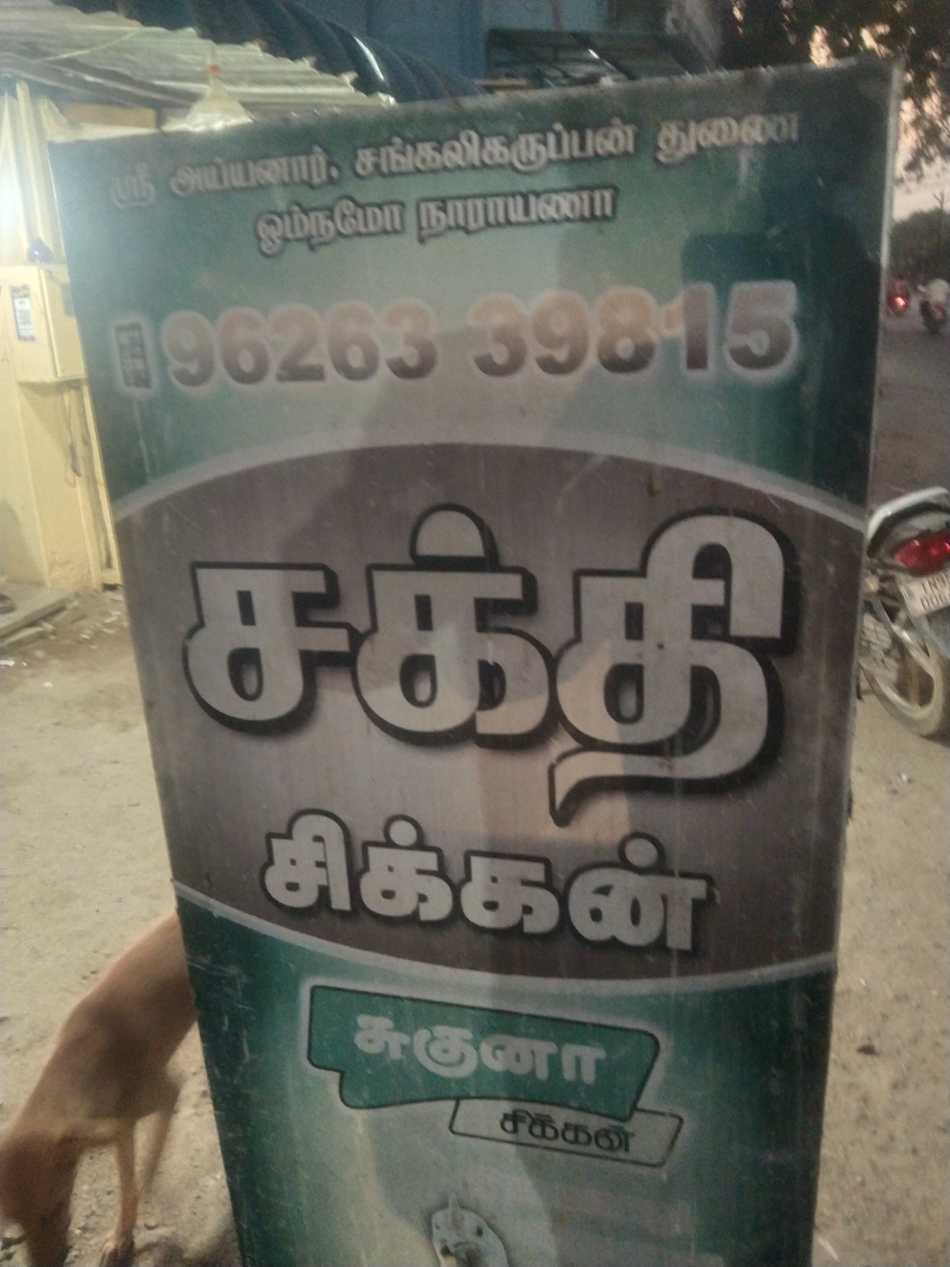 ஸ்ரீ அய்யனார், சங்கலிகருப்பன் துணை
ஓம்நமோ நாராயணா
96263 39815
சக்தி
சிக்கன்
சுகுனா
சிக்கன்